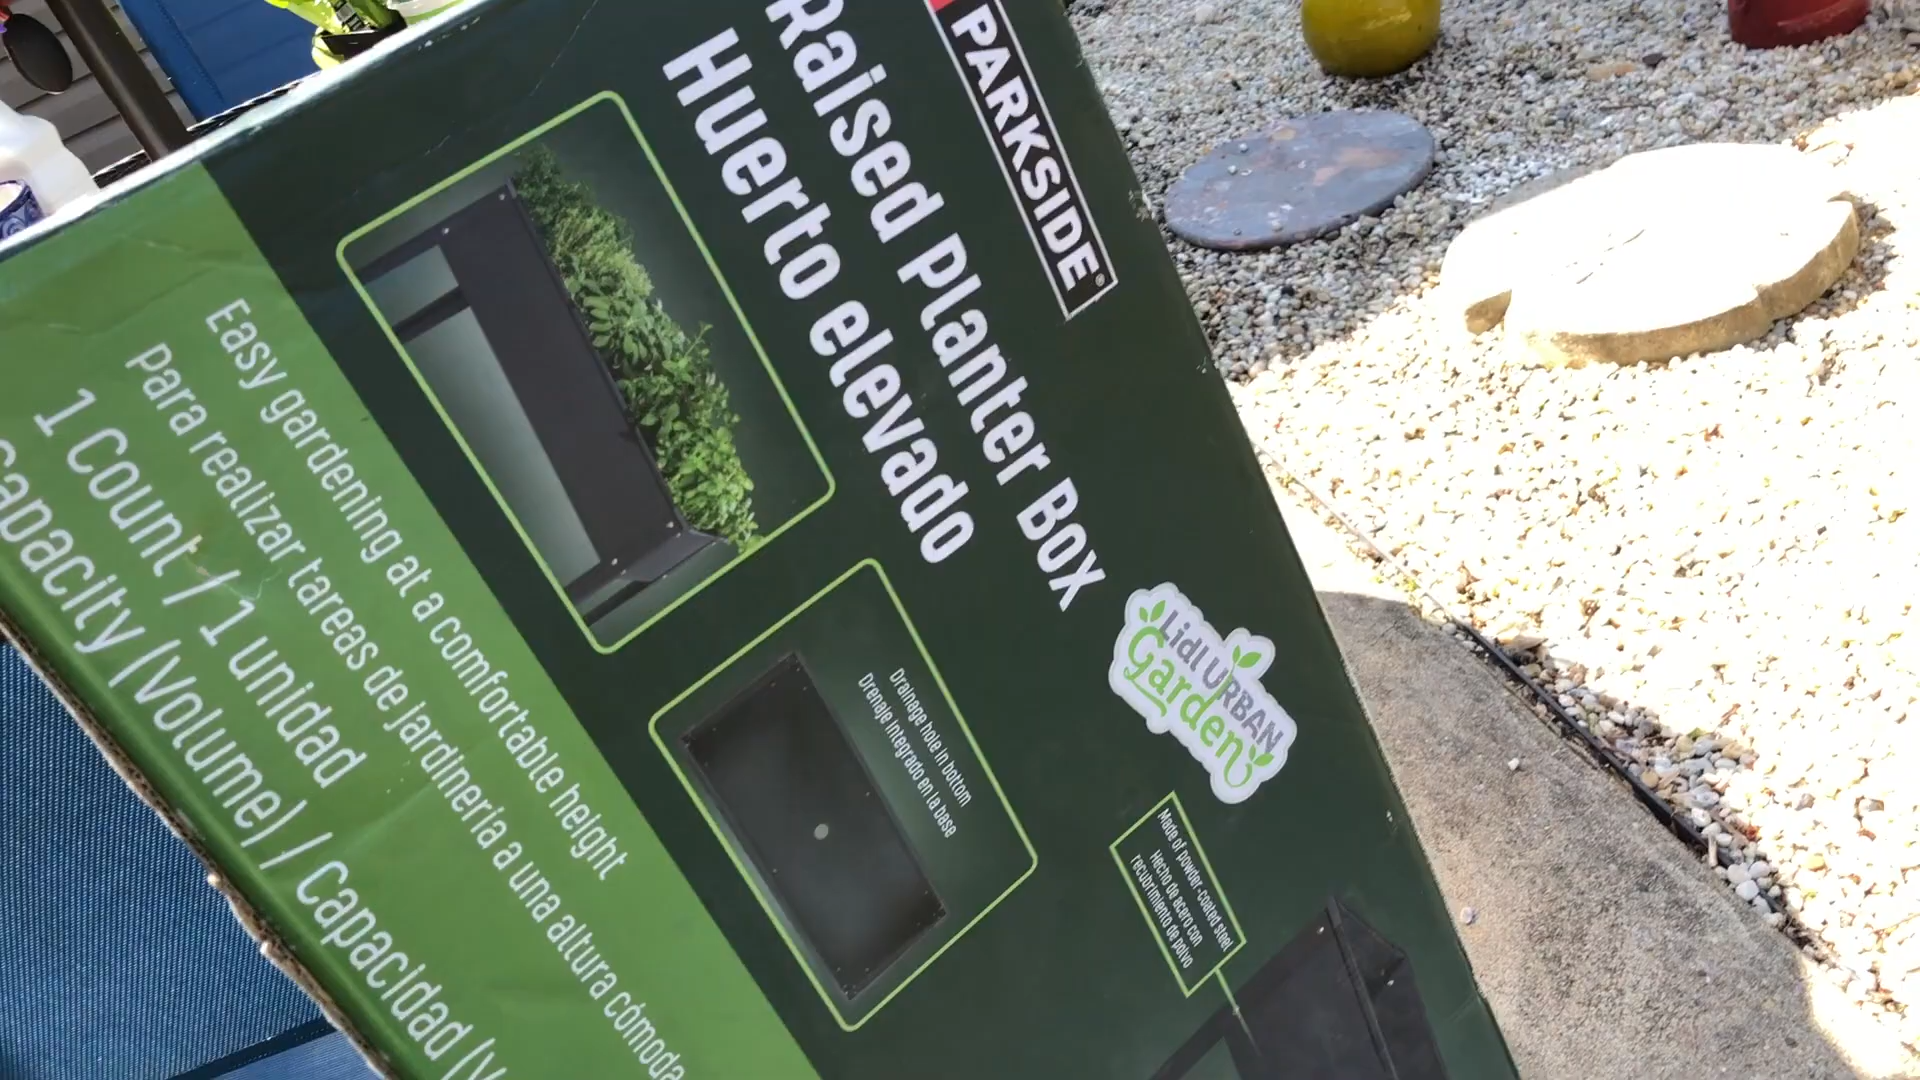 PARKSIDE®
Raised Planter Box
Huerto elevado
Lidl URBAN
Garden
Drainage hole in bottom
Drenaje integrado en la base
Made of powder-coated steel
Hecho de acero con
recubrimiento de polvo
Easy gardening at a comfortable height
Para realizar tareas de jardinería a una altura cómoda
1 Count / 1 unidad
Capacity (Volume) / Capacidad (V